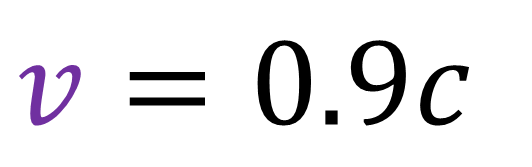 v = 0.9c